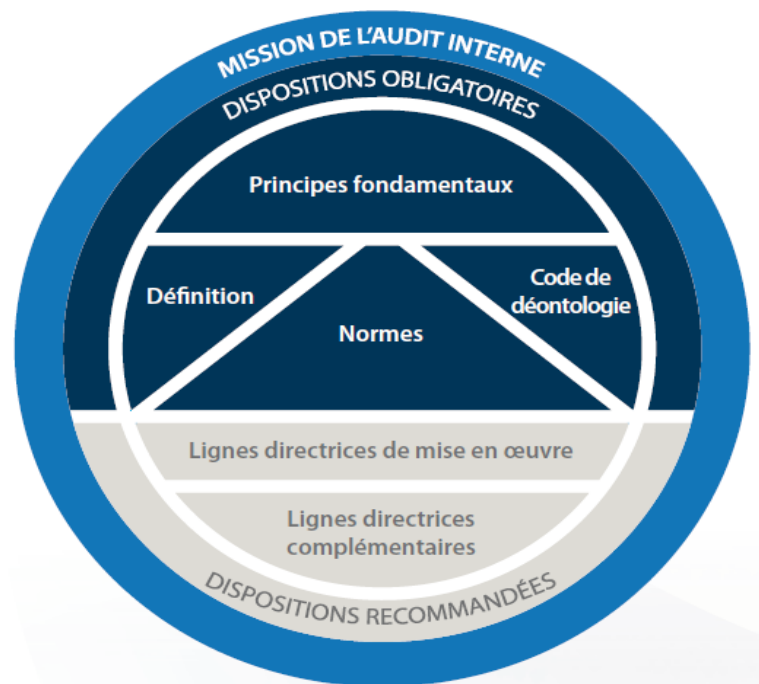 MISSION DE L'AUDIT INTERNE
DISPOSITIONS OBLIGATOIRES
Principes fondamentaux
Définition
Code de
déontologie
Normes
Lignes directrices de mise en œuvre
Lignes directrices
complémentaires
DISPOSITIONS RECOMMANDÉES